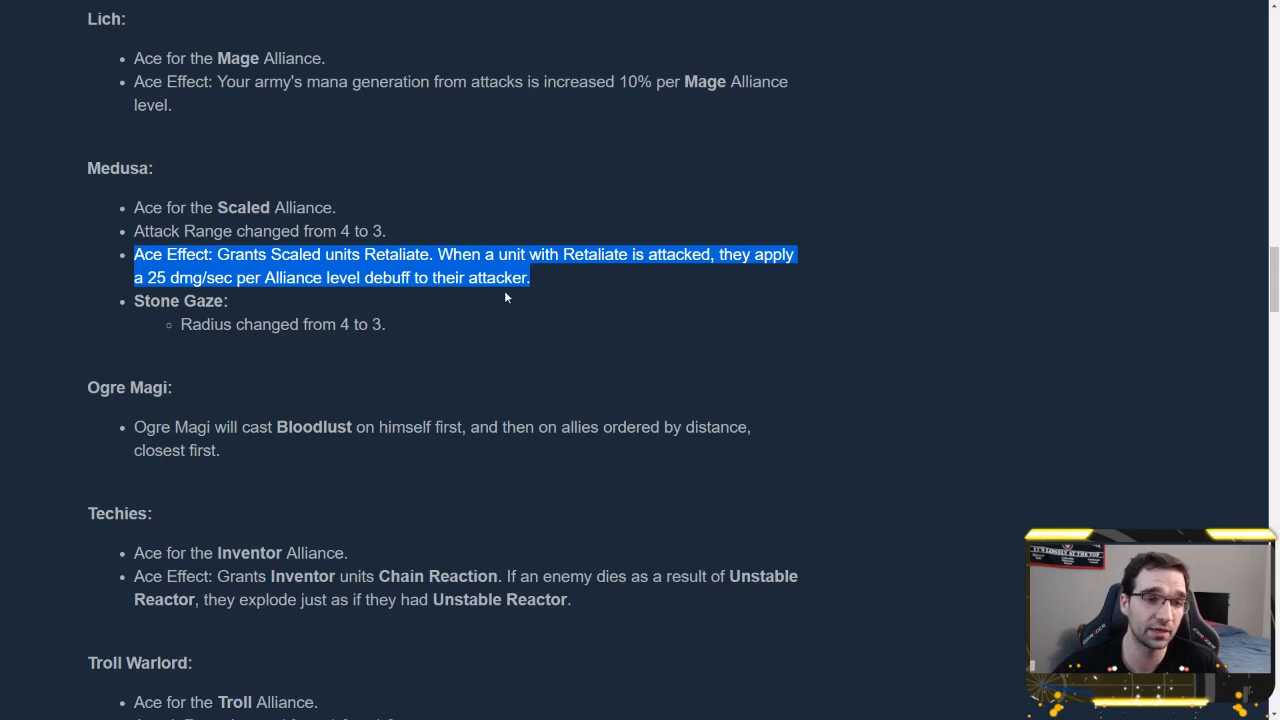 Lich:
Ace for the Mage Alliance.
Ace Effect: Your army's mana generation from attacks is increased 10% per Mage Alliance
level.
Medusa:
Ace for the Scaled Alliance.
Attack Range changed from 4 to 3.
Ace Effect: Grants Scaled units Retaliate. When a unit with Retaliate is attacked, they apply
a 25 dmg/sec per Alliance level debuff to their attacker.
Stone Gaze:
Radius changed from 4 to 3.
Ogre Magi:
Ogre Magi will cast Bloodlust on himself first, and then on allies ordered by distance,
closest first.
Techies:
Ace for the Inventor Alliance.
Ace Effect: Grants Inventor units Chain Reaction. If an enemy dies as a result of Unstable
Reactor, they explode just as if they had Unstable Reactor.
IT'S LONELY AT THE TOP
Troll Warlord:
Ace for the Troll Alliance.